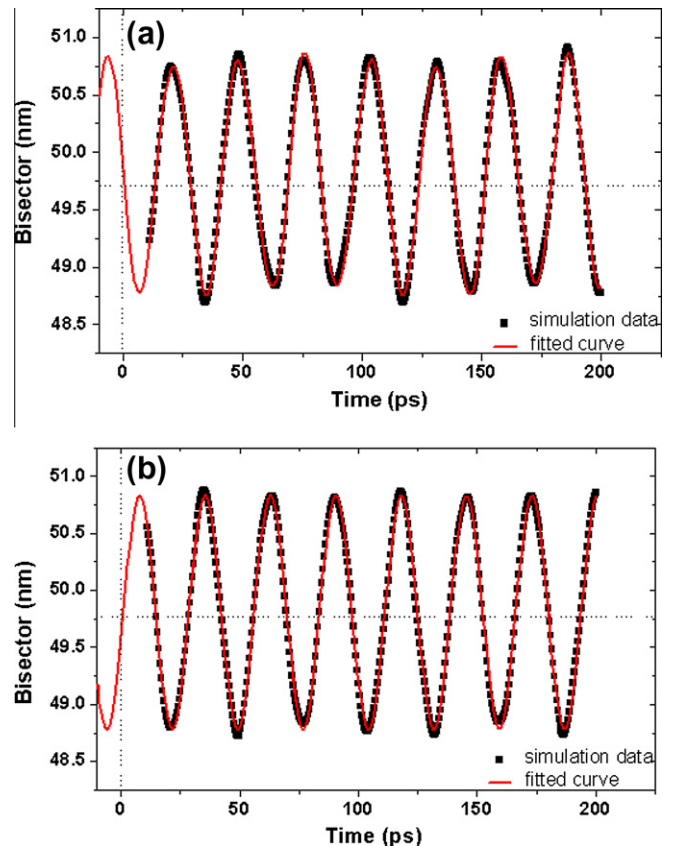 (a)
51.0
50.5
50.0
49.5
49.0
48.5
Bisector (nm)
simulation data
fitted curve
0
50
100
150
200
Time (ps)
(b)
51.0
50.5
50.0
49.5
49.0
48.5
Bisector (nm)
simulation data
fitted curve
0
50
100
150
200
Time (ps)